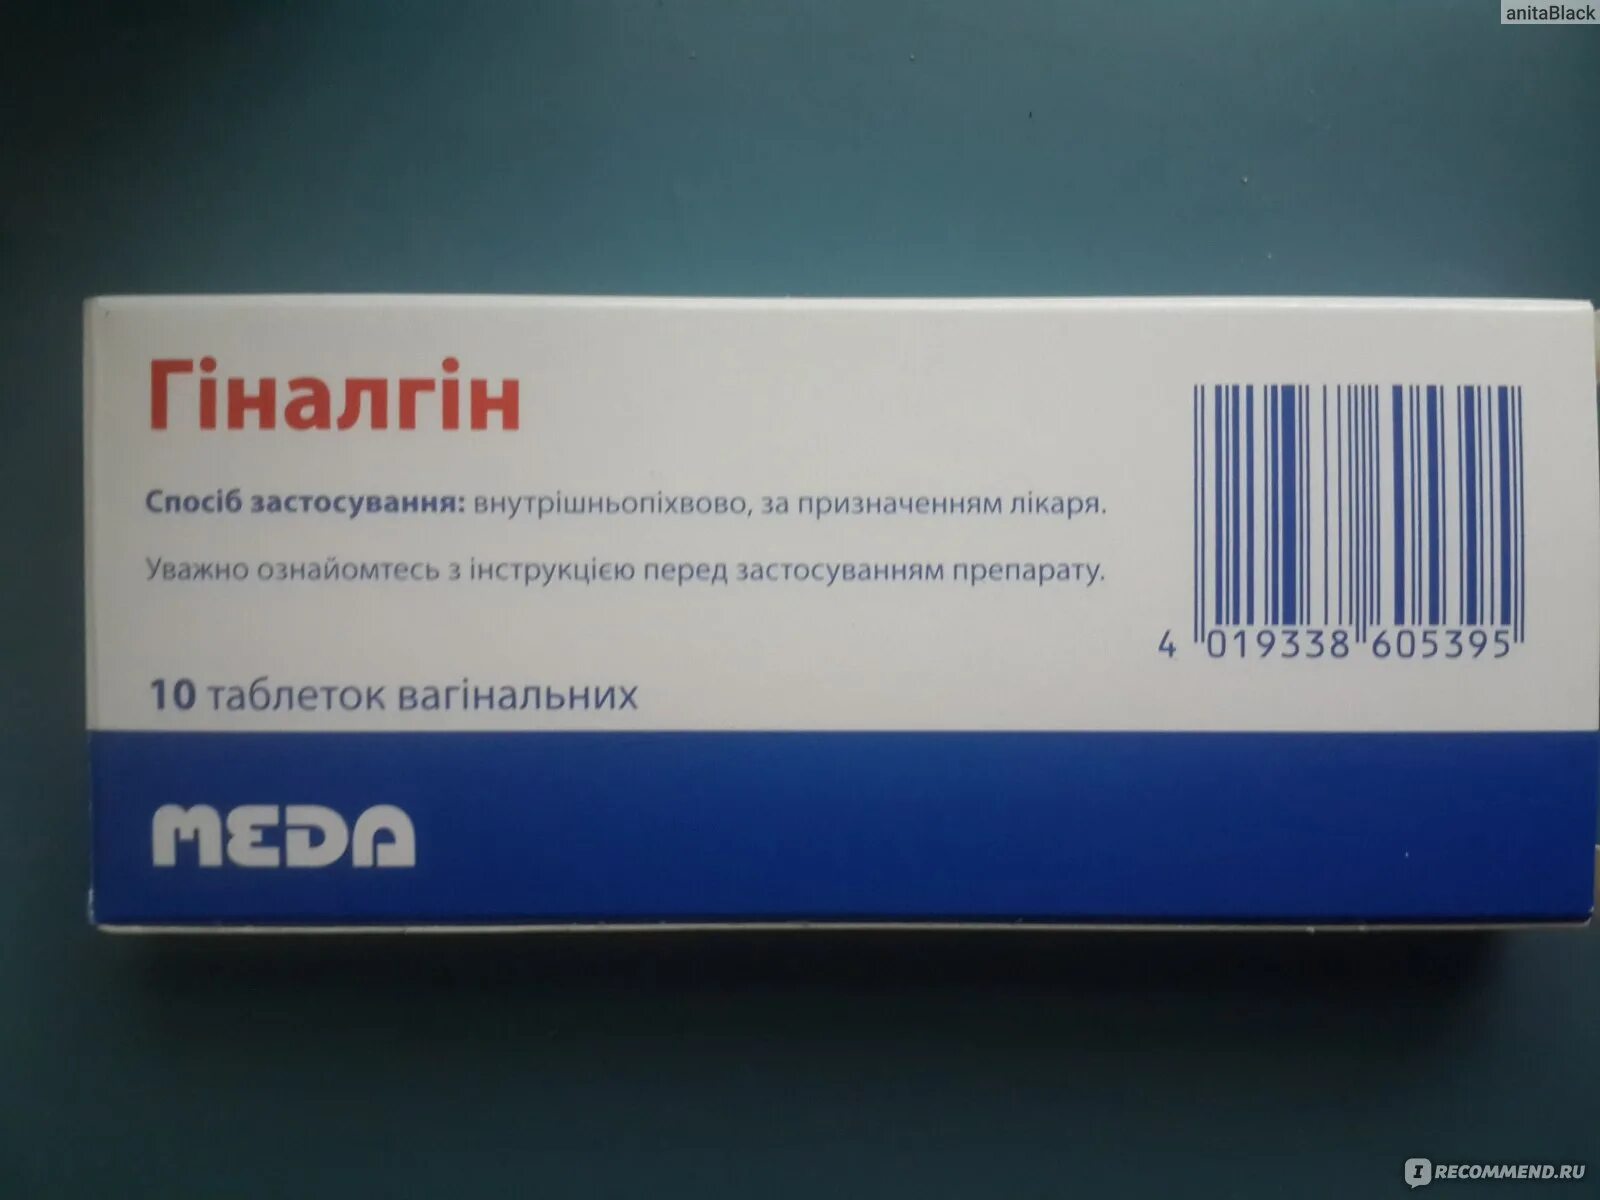 anitaBlack
Гіналгін
Спосіб застосування: внутрішньопіхвово, за призначенням лікаря.
Уважно ознайомтесь з інструкцією перед застосуванням препарату.
4 019338 605395
10 таблеток вагінальних
MEDA
IRECOMMEND.RU